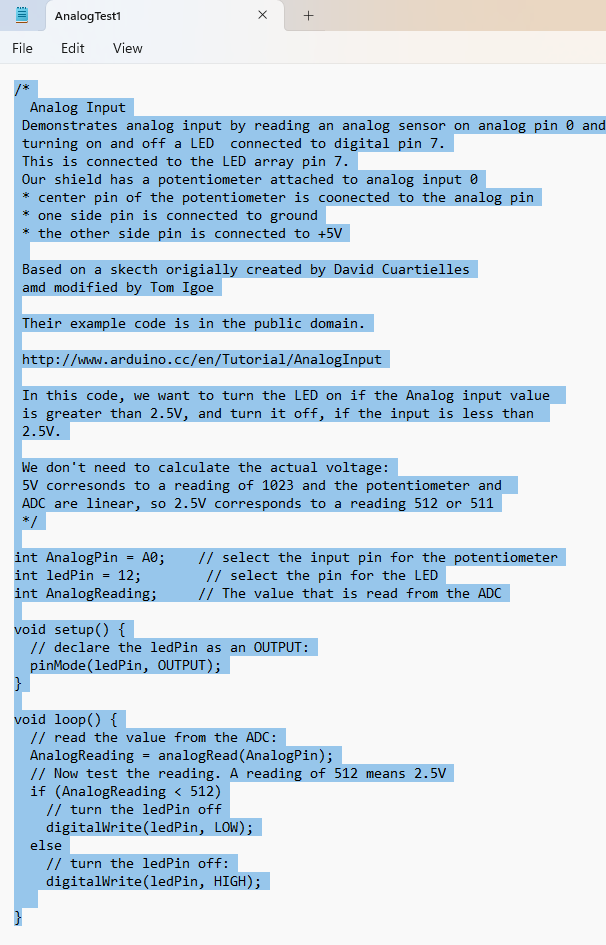 AnalogTest1
File Edit View
/*
  Analog Input
 Demonstrates analog input by reading an analog sensor on analog pin 0 and
 turning on and off a LED  connected to digital pin 7.
 This is connected to the LED array pin 7.
 Our shield has a potentiometer attached to analog input 0
 * center pin of the potentiometer is coonected to the analog pin
 * one side pin is connected to ground
 * the other side pin is connected to +5V
 Based on a skecth origially created by David Cuartielles
 amd modified by Tom Igoe
 Their example code is in the public domain.
 http://www.arduino.cc/en/Tutorial/AnalogInput
 In this code, we want to turn the LED on if the Analog input value
 is greater than 2.5V, and turn it off, if the input is less than
 2.5V.
 We don't need to calculate the actual voltage:
 5V corresonds to a reading of 1023 and the potentiometer and
 ADC are linear, so 2.5V corresponds to a reading 512 or 511
 */
int AnalogPin = A0;    // select the input pin for the potentiometer
int ledPin = 12;        // select the pin for the LED
int AnalogReading;     // The value that is read from the ADC
void setup() {
  // declare the ledPin as an OUTPUT:
  pinMode(ledPin, OUTPUT);
}
void loop() {
  // read the value from the ADC:
  AnalogReading = analogRead(AnalogPin);
  // Now test the reading. A reading of 512 means 2.5V
  if (AnalogReading < 512)
    // turn the ledPin off
    digitalWrite(ledPin, LOW);
  else
    // turn the ledPin off:
    digitalWrite(ledPin, HIGH);
}